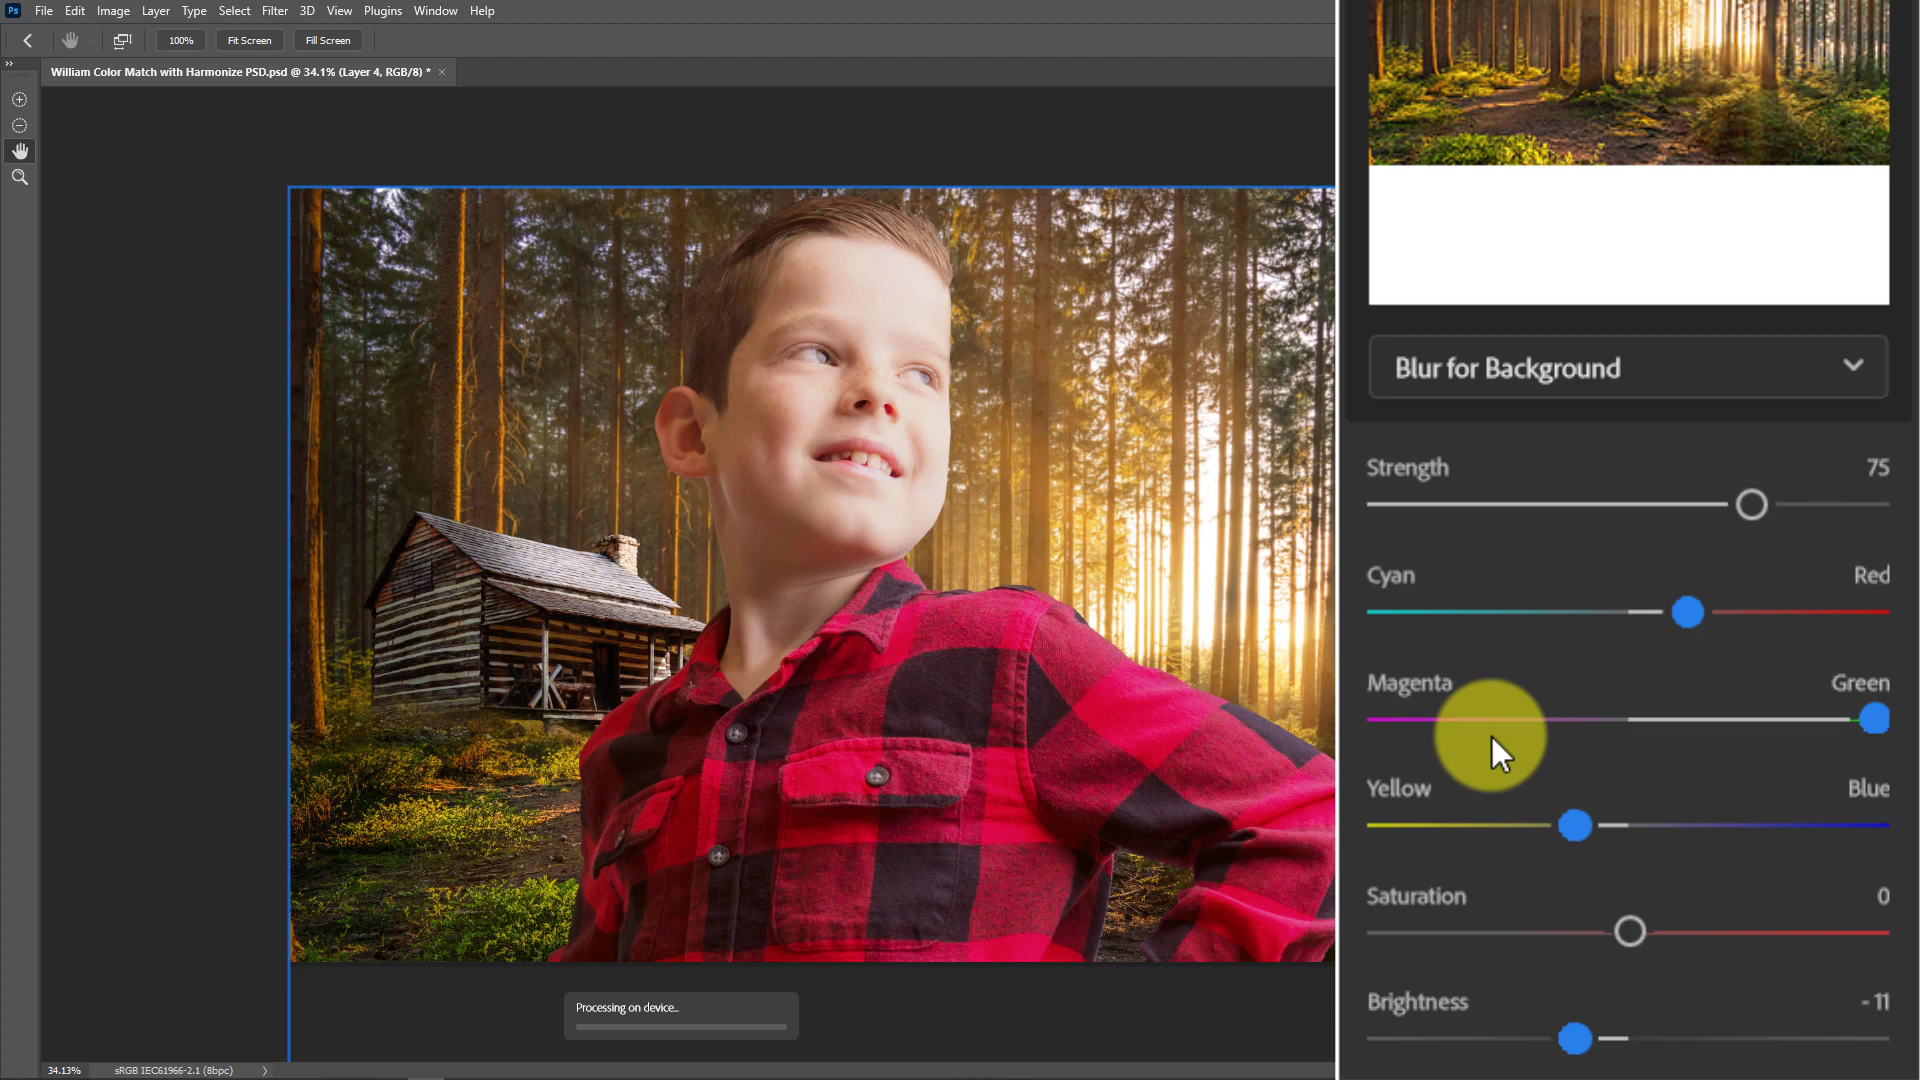 Ps File Edit Image Layer Type Select Filter 3D View Plugins Window Help
100% Fit Screen Fill Screen
William Color Match with Harmonize PSD.psd @ 34.1% (Layer 4, RGB/8) * ×
Blur for Background
Strength 75
Cyan Red
Magenta Green
Yellow Blue
Saturation 0
Brightness - 11
Processing on device...
34.13% sRGB IEC61966-2.1 (8bpc)